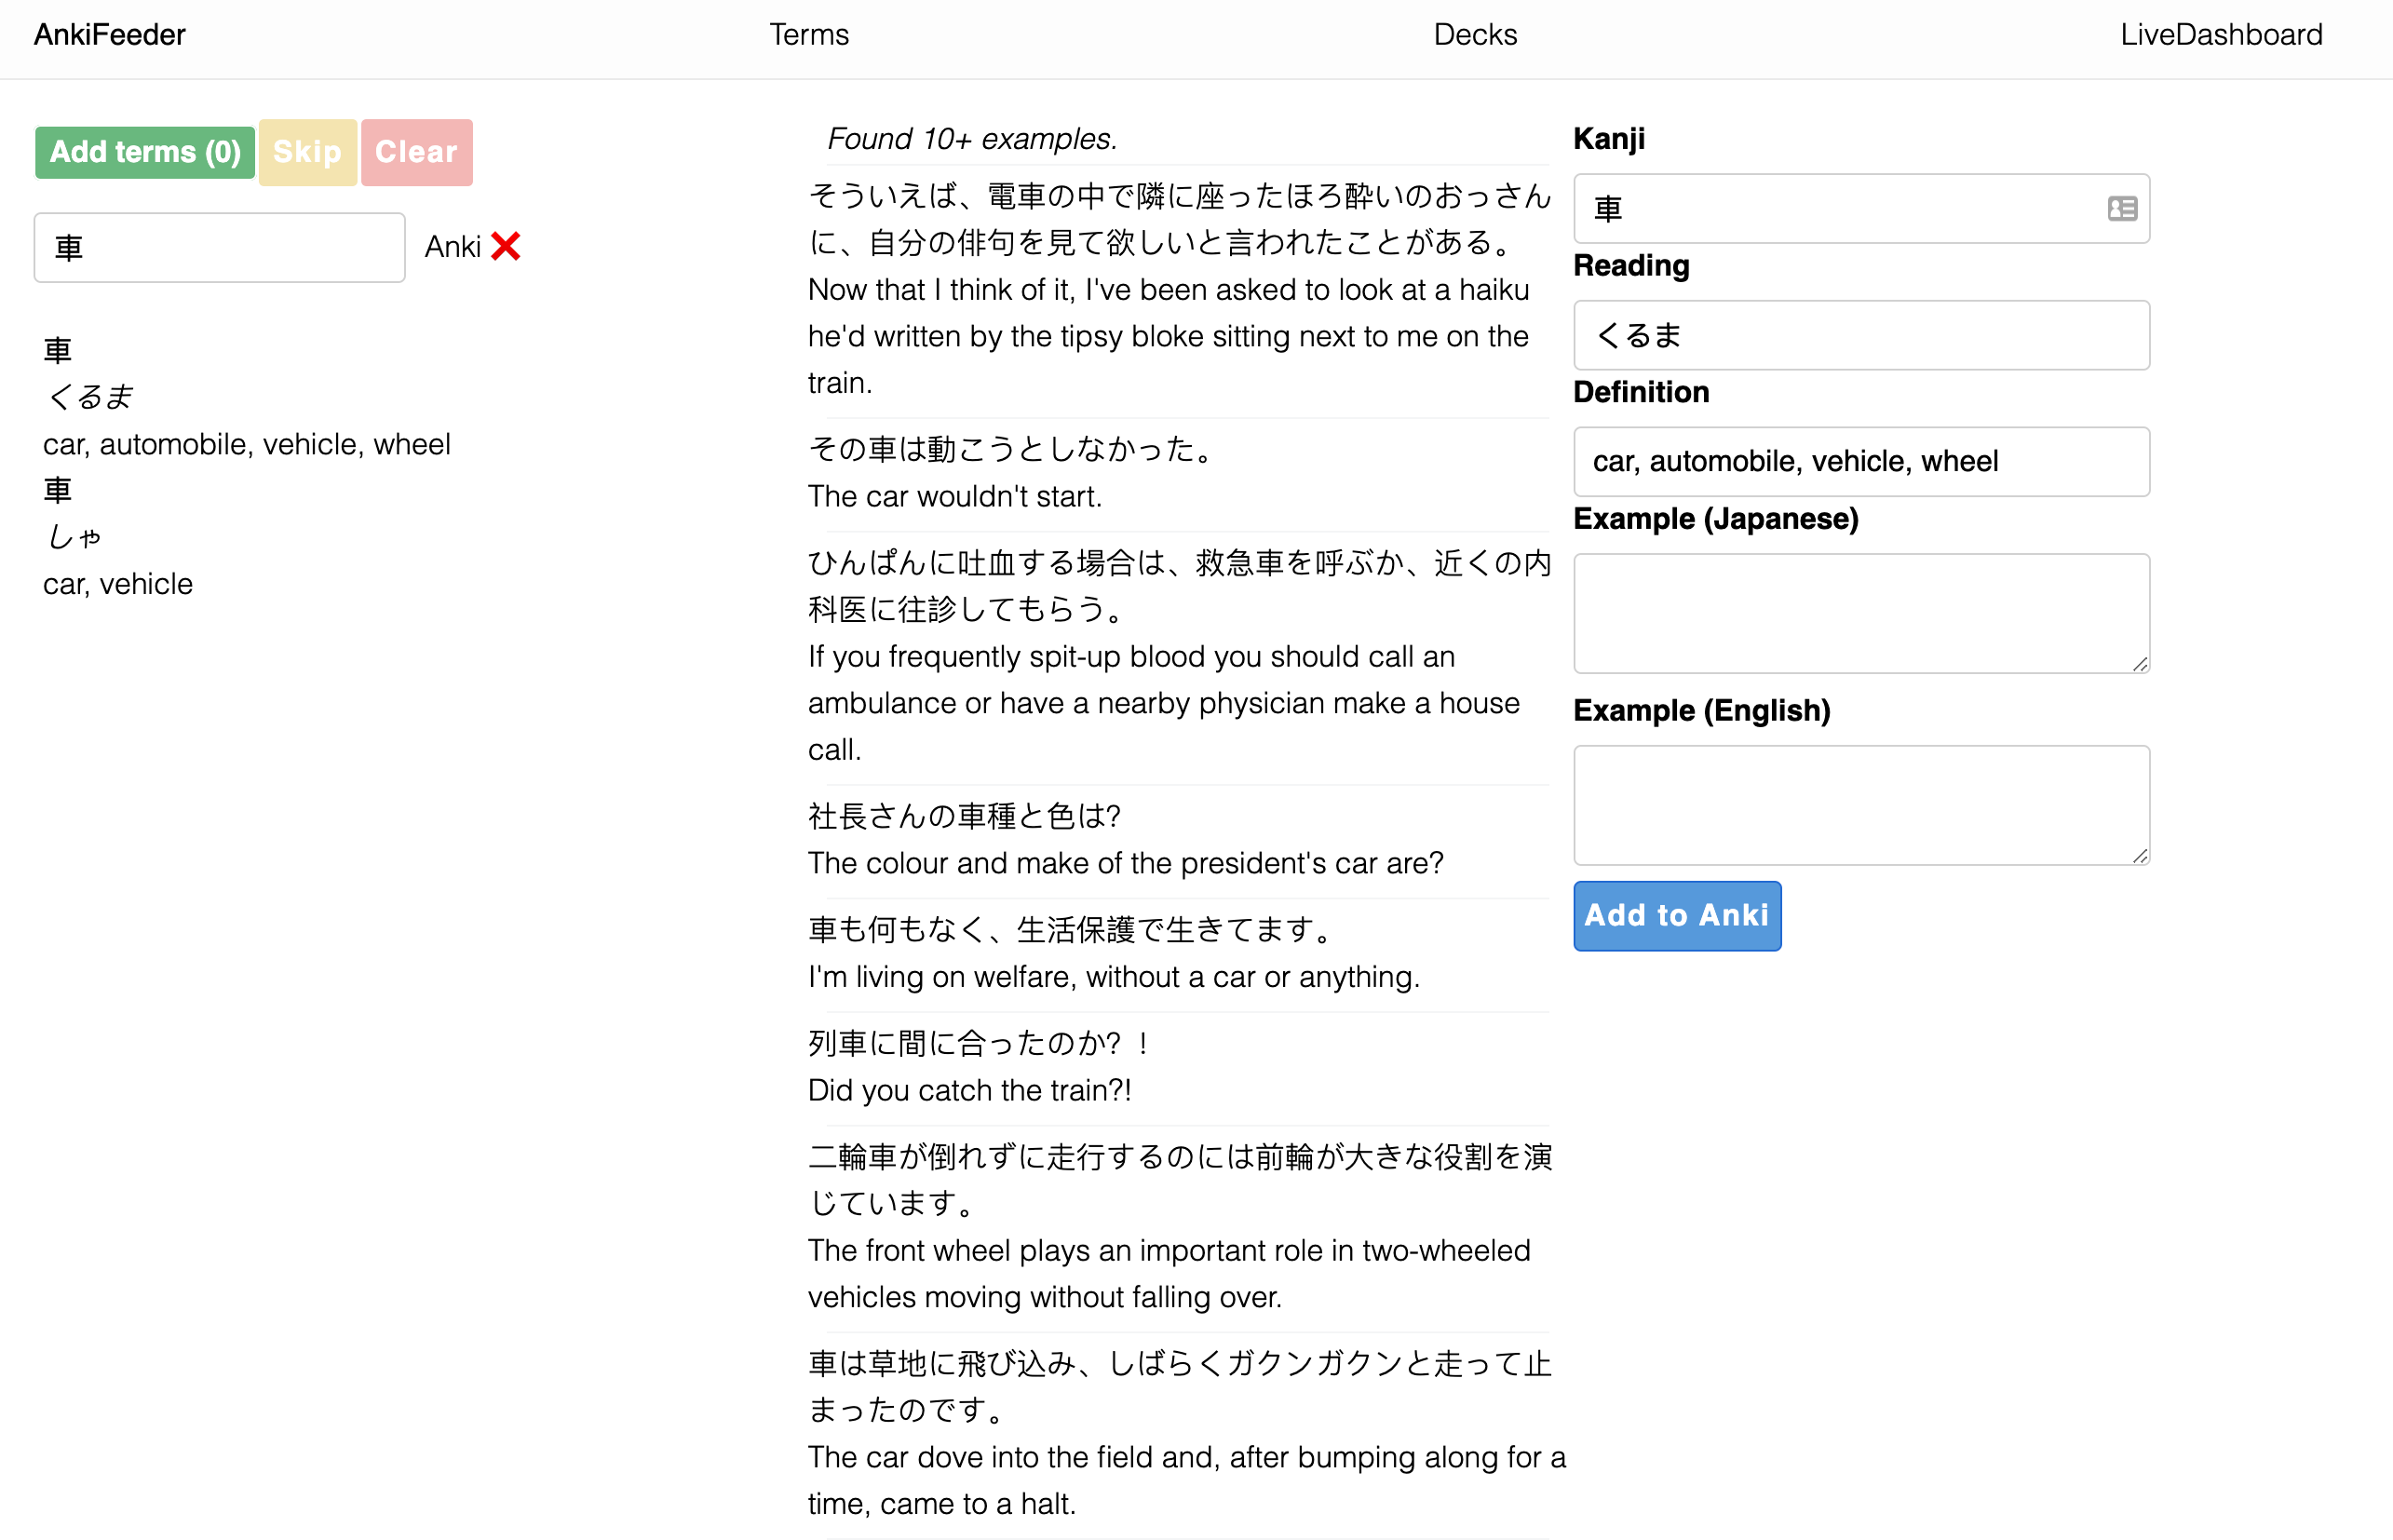 AnkiFeeder Terms Decks LiveDashboard
Add terms (0) Skip Clear
車 Anki ❌
車
くるま
car, automobile, vehicle, wheel
車
しゃ
car, vehicle
Found 10+ examples.
そういえば、電車の中で隣に座ったほろ酔いのおっさん
に、自分の俳句を見て欲しいと言われたことがある。
Now that I think of it, I've been asked to look at a haiku
he'd written by the tipsy bloke sitting next to me on the
train.
その車は動こうとしなかった。
The car wouldn't start.
ひんぱんに吐血する場合は、救急車を呼ぶか、近くの内
科医に往診してもらう。
If you frequently spit-up blood you should call an
ambulance or have a nearby physician make a house
call.
社長さんの車種と色は?
The colour and make of the president's car are?
車も何もなく、生活保護で生きてます。
I'm living on welfare, without a car or anything.
列車に間に合ったのか?！
Did you catch the train?!
二輪車が倒れずに走行するのには前輪が大きな役割を演
じています。
The front wheel plays an important role in two-wheeled
vehicles moving without falling over.
車は草地に飛び込み、しばらくガクンガクンと走って止
まったのです。
The car dove into the field and, after bumping along for a
time, came to a halt.
Kanji
車
Reading
くるま
Definition
car, automobile, vehicle, wheel
Example (Japanese)
Example (English)
Add to Anki